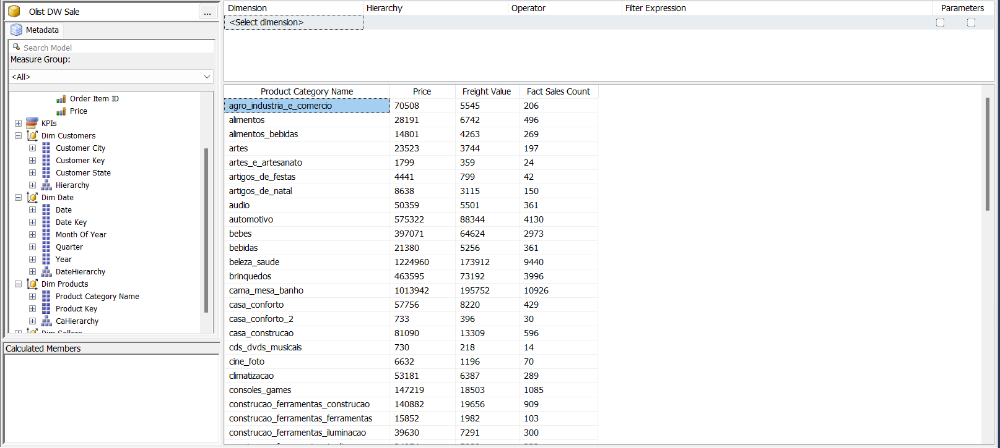 Olist DW Sale
...
Metadata
Search Model
Measure Group:
<All>
Order Item ID
Price
KPIs
Dim Customers
Customer City
Customer Key
Customer State
Hierarchy
Dim Date
Date
Date Key
Month Of Year
Quarter
Year
DateHierarchy
Dim Products
Product Category Name
Product Key
CaHierarchy
Dim Sellers
Calculated Members
Dimension Hierarchy Operator Filter Expression Parameters
<Select dimension>
Product Category Name Price Freight Value Fact Sales Count
agro_industria_e_comercio 70508 5545 206
alimentos 28191 6742 496
alimentos_bebidas 14801 4263 269
artes 23523 3744 197
artes_e_artesanato 1799 359 24
artigos_de_festas 4441 799 42
artigos_de_natal 8638 3115 150
audio 50359 5501 361
automotivo 575322 88344 4130
bebes 397071 64624 2973
bebidas 21380 5256 361
beleza_saude 1224960 173912 9440
brinquedos 463595 73192 3996
cama_mesa_banho 1013942 195752 10926
casa_conforto 57756 8220 429
casa_conforto_2 733 396 30
casa_construcao 81090 13309 596
cds_dvds_musicais 730 218 14
cine_foto 6632 1196 70
climatizacao 53181 6387 289
consoles_games 147219 18503 1085
construcao_ferramentas_construcao 140882 19656 909
construcao_ferramentas_ferramentas 15852 1982 103
construcao_ferramentas_iluminacao 39630 7291 300